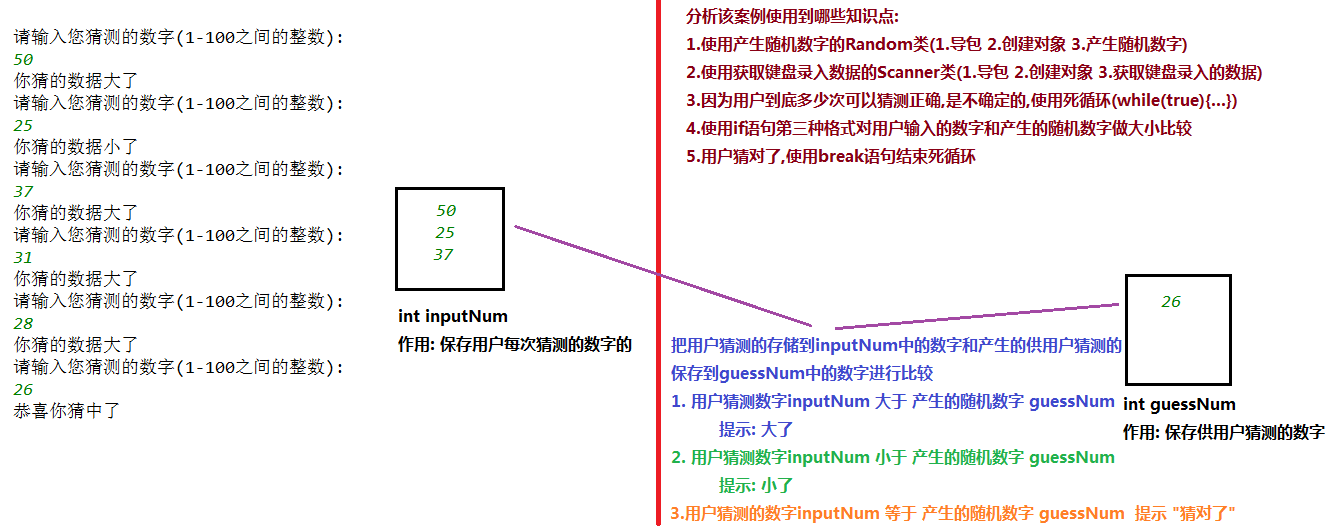 请输入您猜测的数字(1-100之间的整数):
50
你猜的数据大了
请输入您猜测的数字(1-100之间的整数):
25
你猜的数据小了
请输入您猜测的数字(1-100之间的整数):
37
你猜的数据大了
请输入您猜测的数字(1-100之间的整数):
31
你猜的数据大了
请输入您猜测的数字(1-100之间的整数):
28
你猜的数据大了
请输入您猜测的数字(1-100之间的整数):
26
恭喜你猜中了
50
25
37
int inputNum
作用: 保存用户每次猜测的数字的
分析该案例使用到哪些知识点:
1.使用产生随机数字的Random类(1.导包 2.创建对象 3.产生随机数字)
2.使用获取键盘录入数据的Scanner类(1.导包 2.创建对象 3.获取键盘录入的数据)
3.因为用户到底多少次可以猜测正确,是不确定的,使用死循环(while(true){...})
4.使用if语句第三种格式对用户输入的数字和产生的随机数字做大小比较
5.用户猜对了,使用break语句结束死循环
26
int guessNum
作用: 保存供用户猜测的数字
把用户猜测的存储到inputNum中的数字和产生的供用户猜测的
保存到guessNum中的数字进行比较
1. 用户猜测数字inputNum 大于 产生的随机数字 guessNum
提示: 大了
2. 用户猜测数字inputNum 小于 产生的随机数字 guessNum
提示: 小了
3.用户猜测的数字inputNum 等于 产生的随机数字 guessNum 提示 "猜对了"